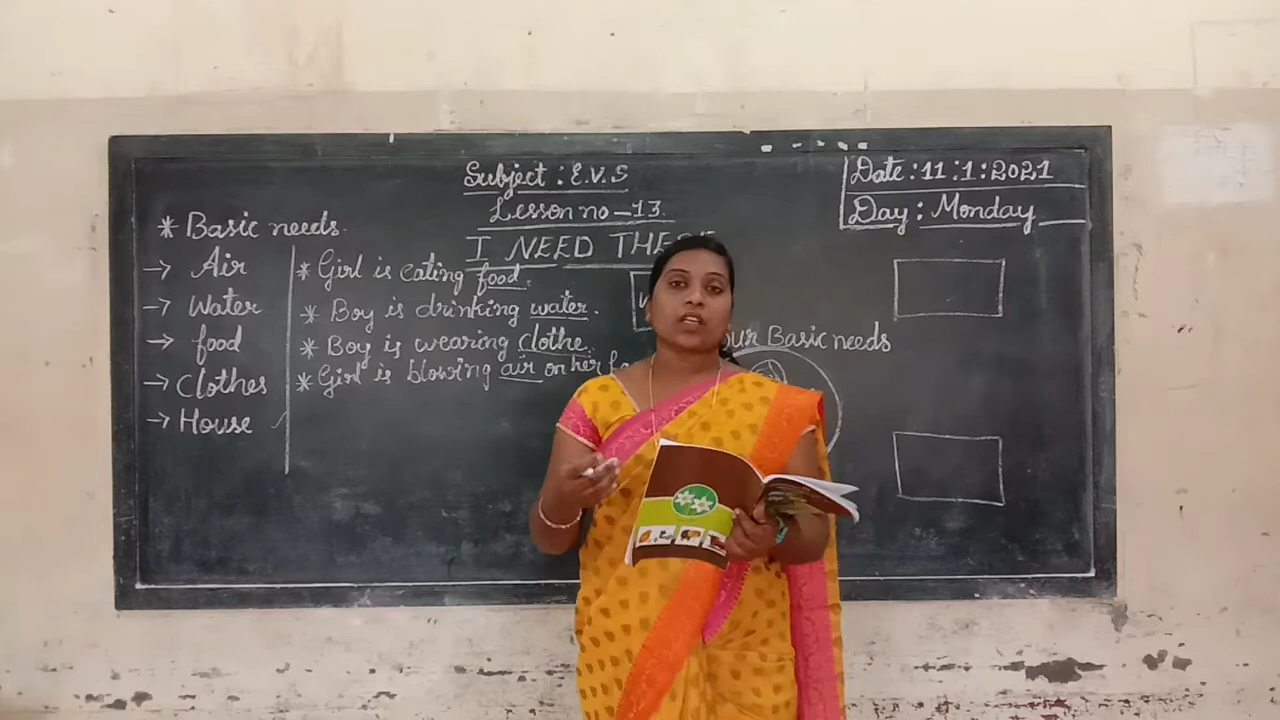 Subject : E.V.S
Lesson no - 13.
I NEED THESE
Date : 11 : 1 : 2021
Day : Monday
* Basic needs.
→ Air
→ Water
→ food
→ Clothes
→ House
* Girl is eating food.
* Boy is drinking water.
* Boy is wearing clothe.
* Girl is blowing air on her
our Basic needs